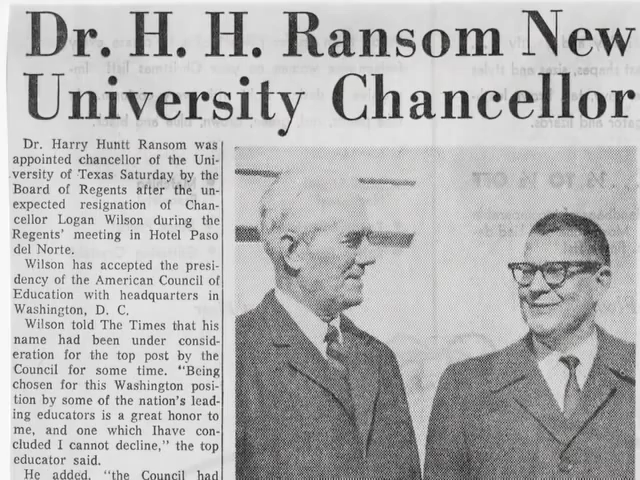 Dr. H. H. Ransom New
University Chancellor
Dr. Harry Huntt Ransom was
appointed chancellor of the Uni-
versity of Texas Saturday by the
Board of Regents after the un-
expected resignation of Chan-
cellor Logan Wilson during the
Regents' meeting in Hotel Paso
del Norte.
Wilson has accepted the presi-
dency of the American Council of
Education with headquarters in
Washington, D. C.
Wilson told The Times that his
name had been under consid-
eration for the top post by the
Council for some time. "Being
chosen for this Washington posi-
tion by some of the nation's lead-
ing educators is a great honor to
me, and one which Ihave con-
cluded I cannot decline," the top
educator said.
He added, "the Council had